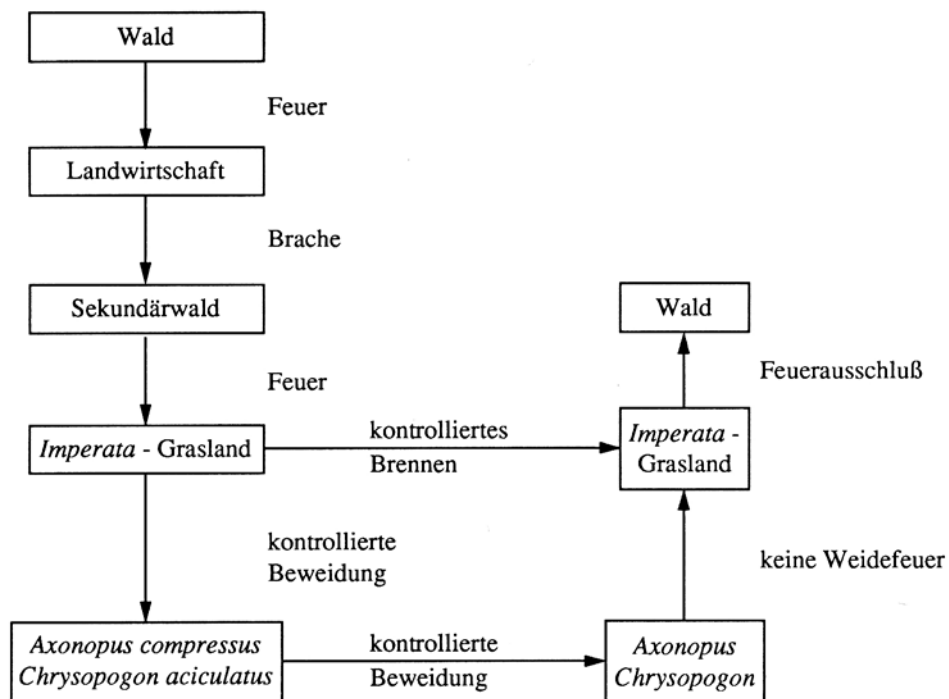 Wald
Feuer
Landwirtschaft
Brache
Sekundärwald
Wald
Feuer
Feuerausschluß
Imperata - Grasland
kontrolliertes
Brennen
Imperata -
Grasland
kontrollierte
Beweidung
keine Weidefeuer
Axonopus compressus
Chrysopogon aciculatus
kontrollierte
Beweidung
Axonopus
Chrysopogon